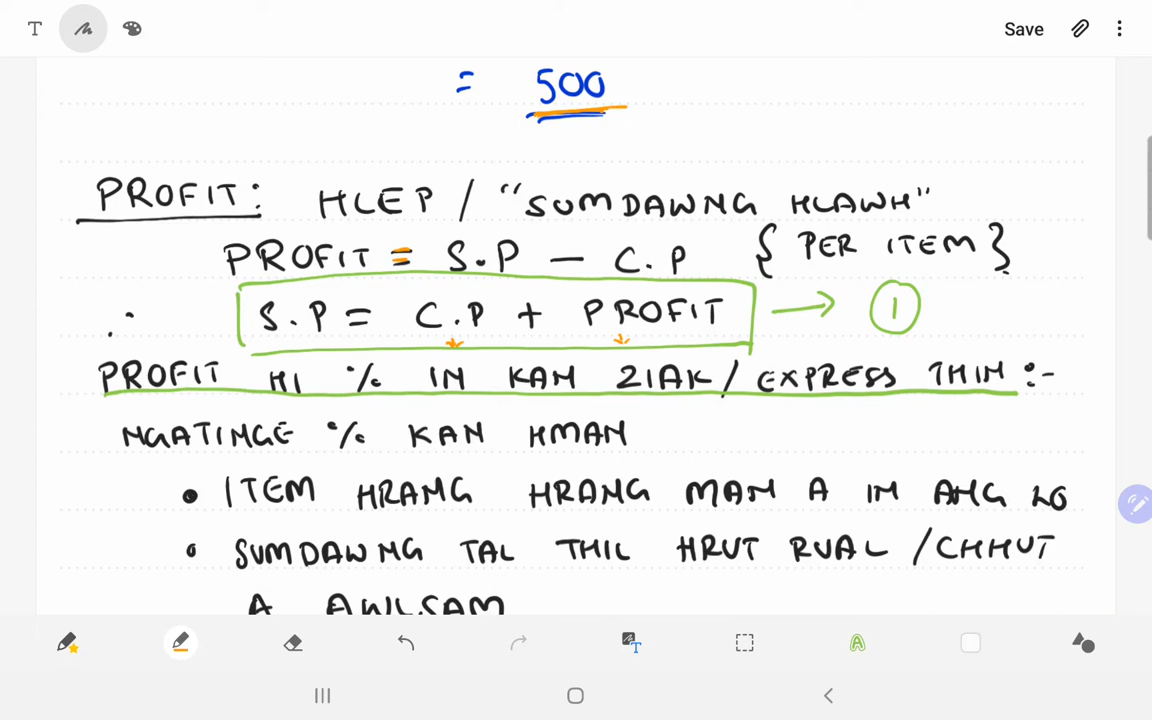 T Save
= 500
PROFIT: HLEP / "SUMDAWNG HLAWH"
PROFIT = S.P - C.P { PER ITEM }
∴ S.P = C.P + PROFIT → 1
PROFIT HI % IN KAN ZIAK / EXPRESS THIN :-
NGATINGE % KAN HMAN
• ITEM HRANG HRANG MAN A IN ANG LO
• SUMDAWNG TAL THIL HRUT RUAL / CHHUT
A AWLSAM